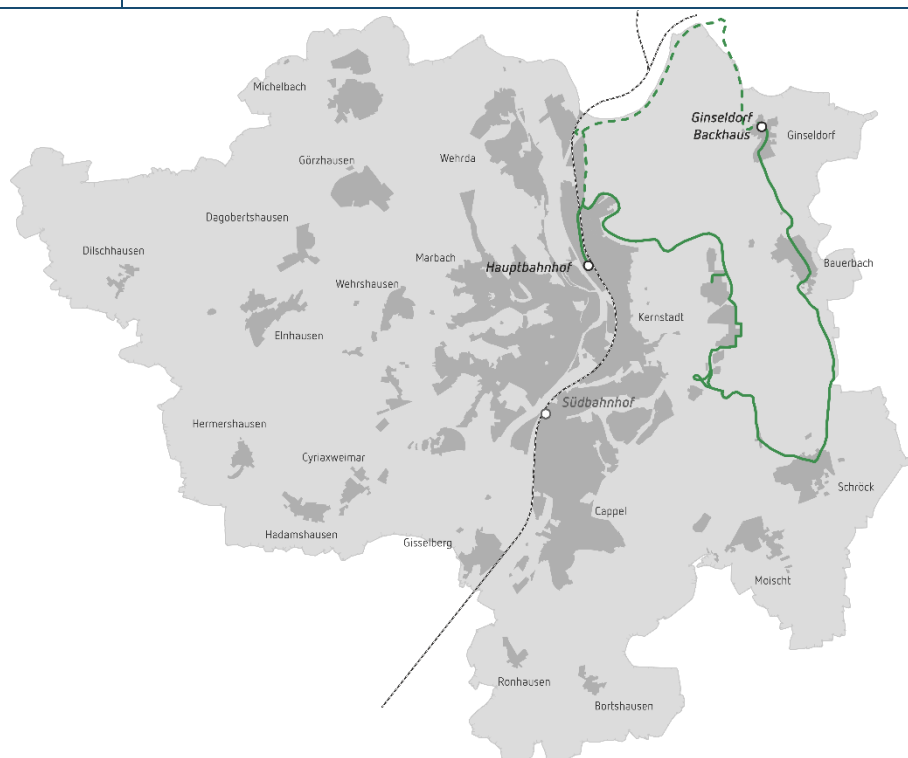 Michelbach
Ginseldorf
Backhaus
Ginseldorf
Görzhausen
Wehrda
Dagobertshausen
Dilschhausen
Marbach
Hauptbahnhof
Bauerbach
Wehrshausen
Kernstadt
Elnhausen
Südbahnhof
Hermershausen
Cyriaxweimar
Schröck
Cappel
Hadamshausen
Gisselberg
Moischt
Ronhausen
Bortshausen